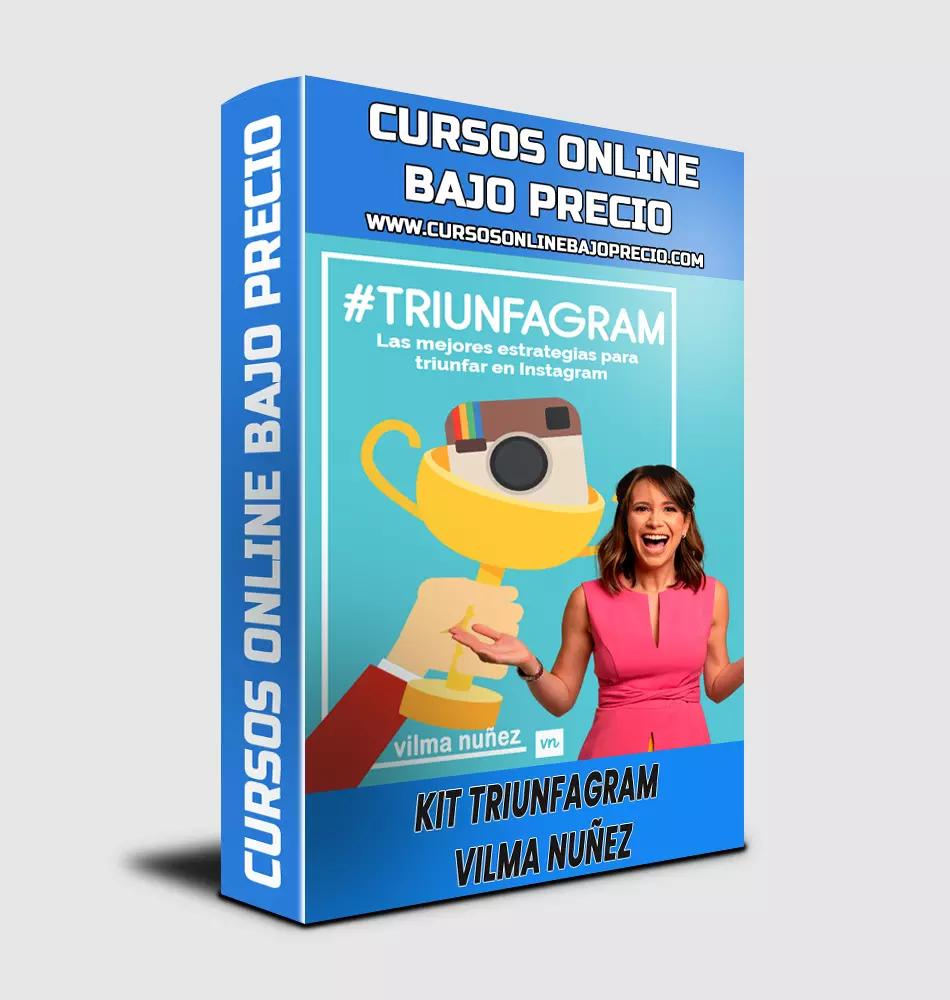 CURSOS ONLINE BAJO PRECIO
CURSOS ONLINE
BAJO PRECIO
WWW.CURSOSONLINEBAJOPRECIO.COM
#TRIUNFAGRAM
Las mejores estrategias para
triunfar en Instagram
vilma nuñez
vn
KIT TRIUNFAGRAM
VILMA NUÑEZ